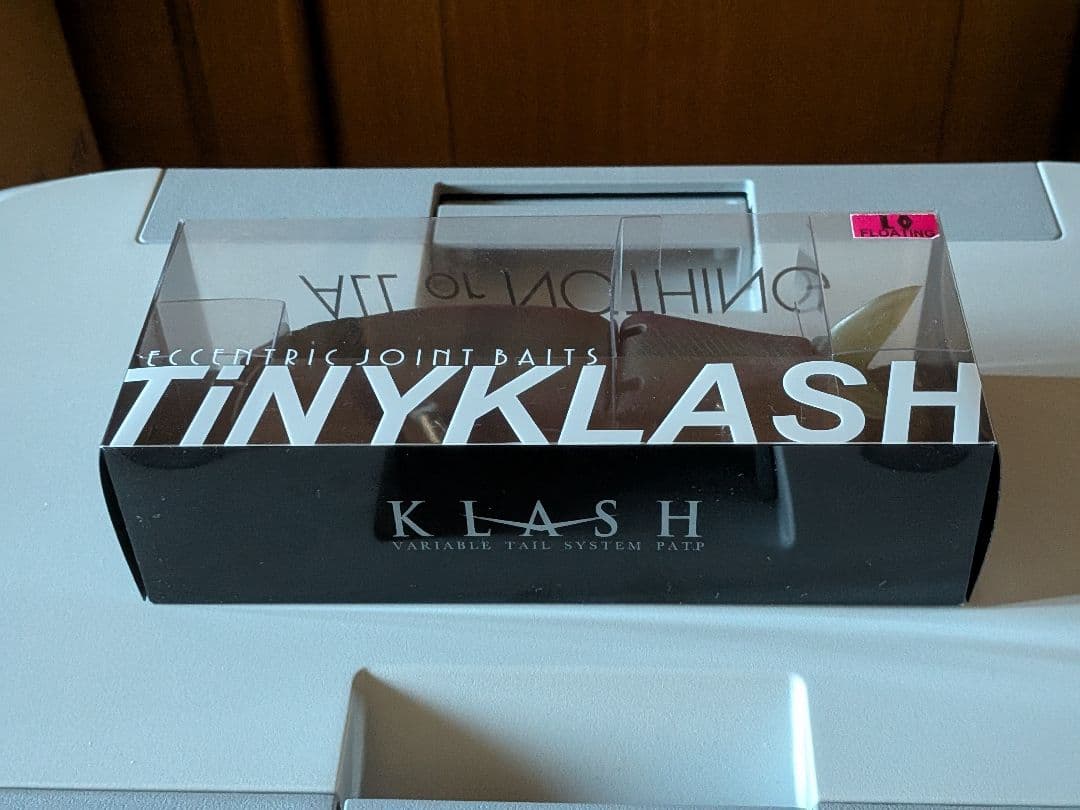 LO
FLOATING
ALL or NOTHING
ECCENTRIC JOINT BAITS
TiNYKLASH
KLASH
VARIABLE TAIL SYSTEM PAT.P